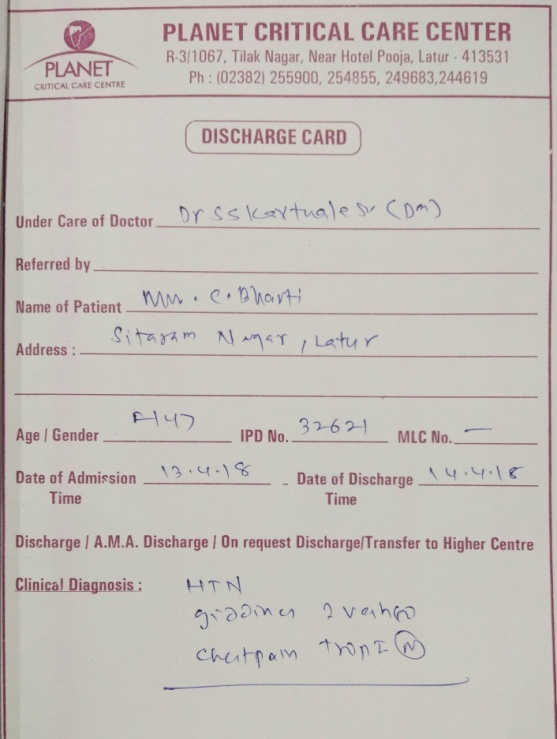 PLANET
CRITICAL CARE CENTRE
PLANET CRITICAL CARE CENTER
R-3/1067, Tilak Nagar, Near Hotel Pooja, Latur - 413531
Ph : (02382) 255900, 254855, 249683,244619
DISCHARGE CARD
Under Care of Doctor Dr SS (Dm)
Referred by
Name of Patient C. Bharti
Address : Sitaram Nagar, Latur
Age / Gender F/47 IPD No. 32621 MLC No. —
Date of Admission 13.4.18 Date of Discharge 14.4.18
Time Time
Discharge / A.M.A. Discharge / On request Discharge/Transfer to Higher Centre
Clinical Diagnosis : HTN
giddines
Chestpain tropI N